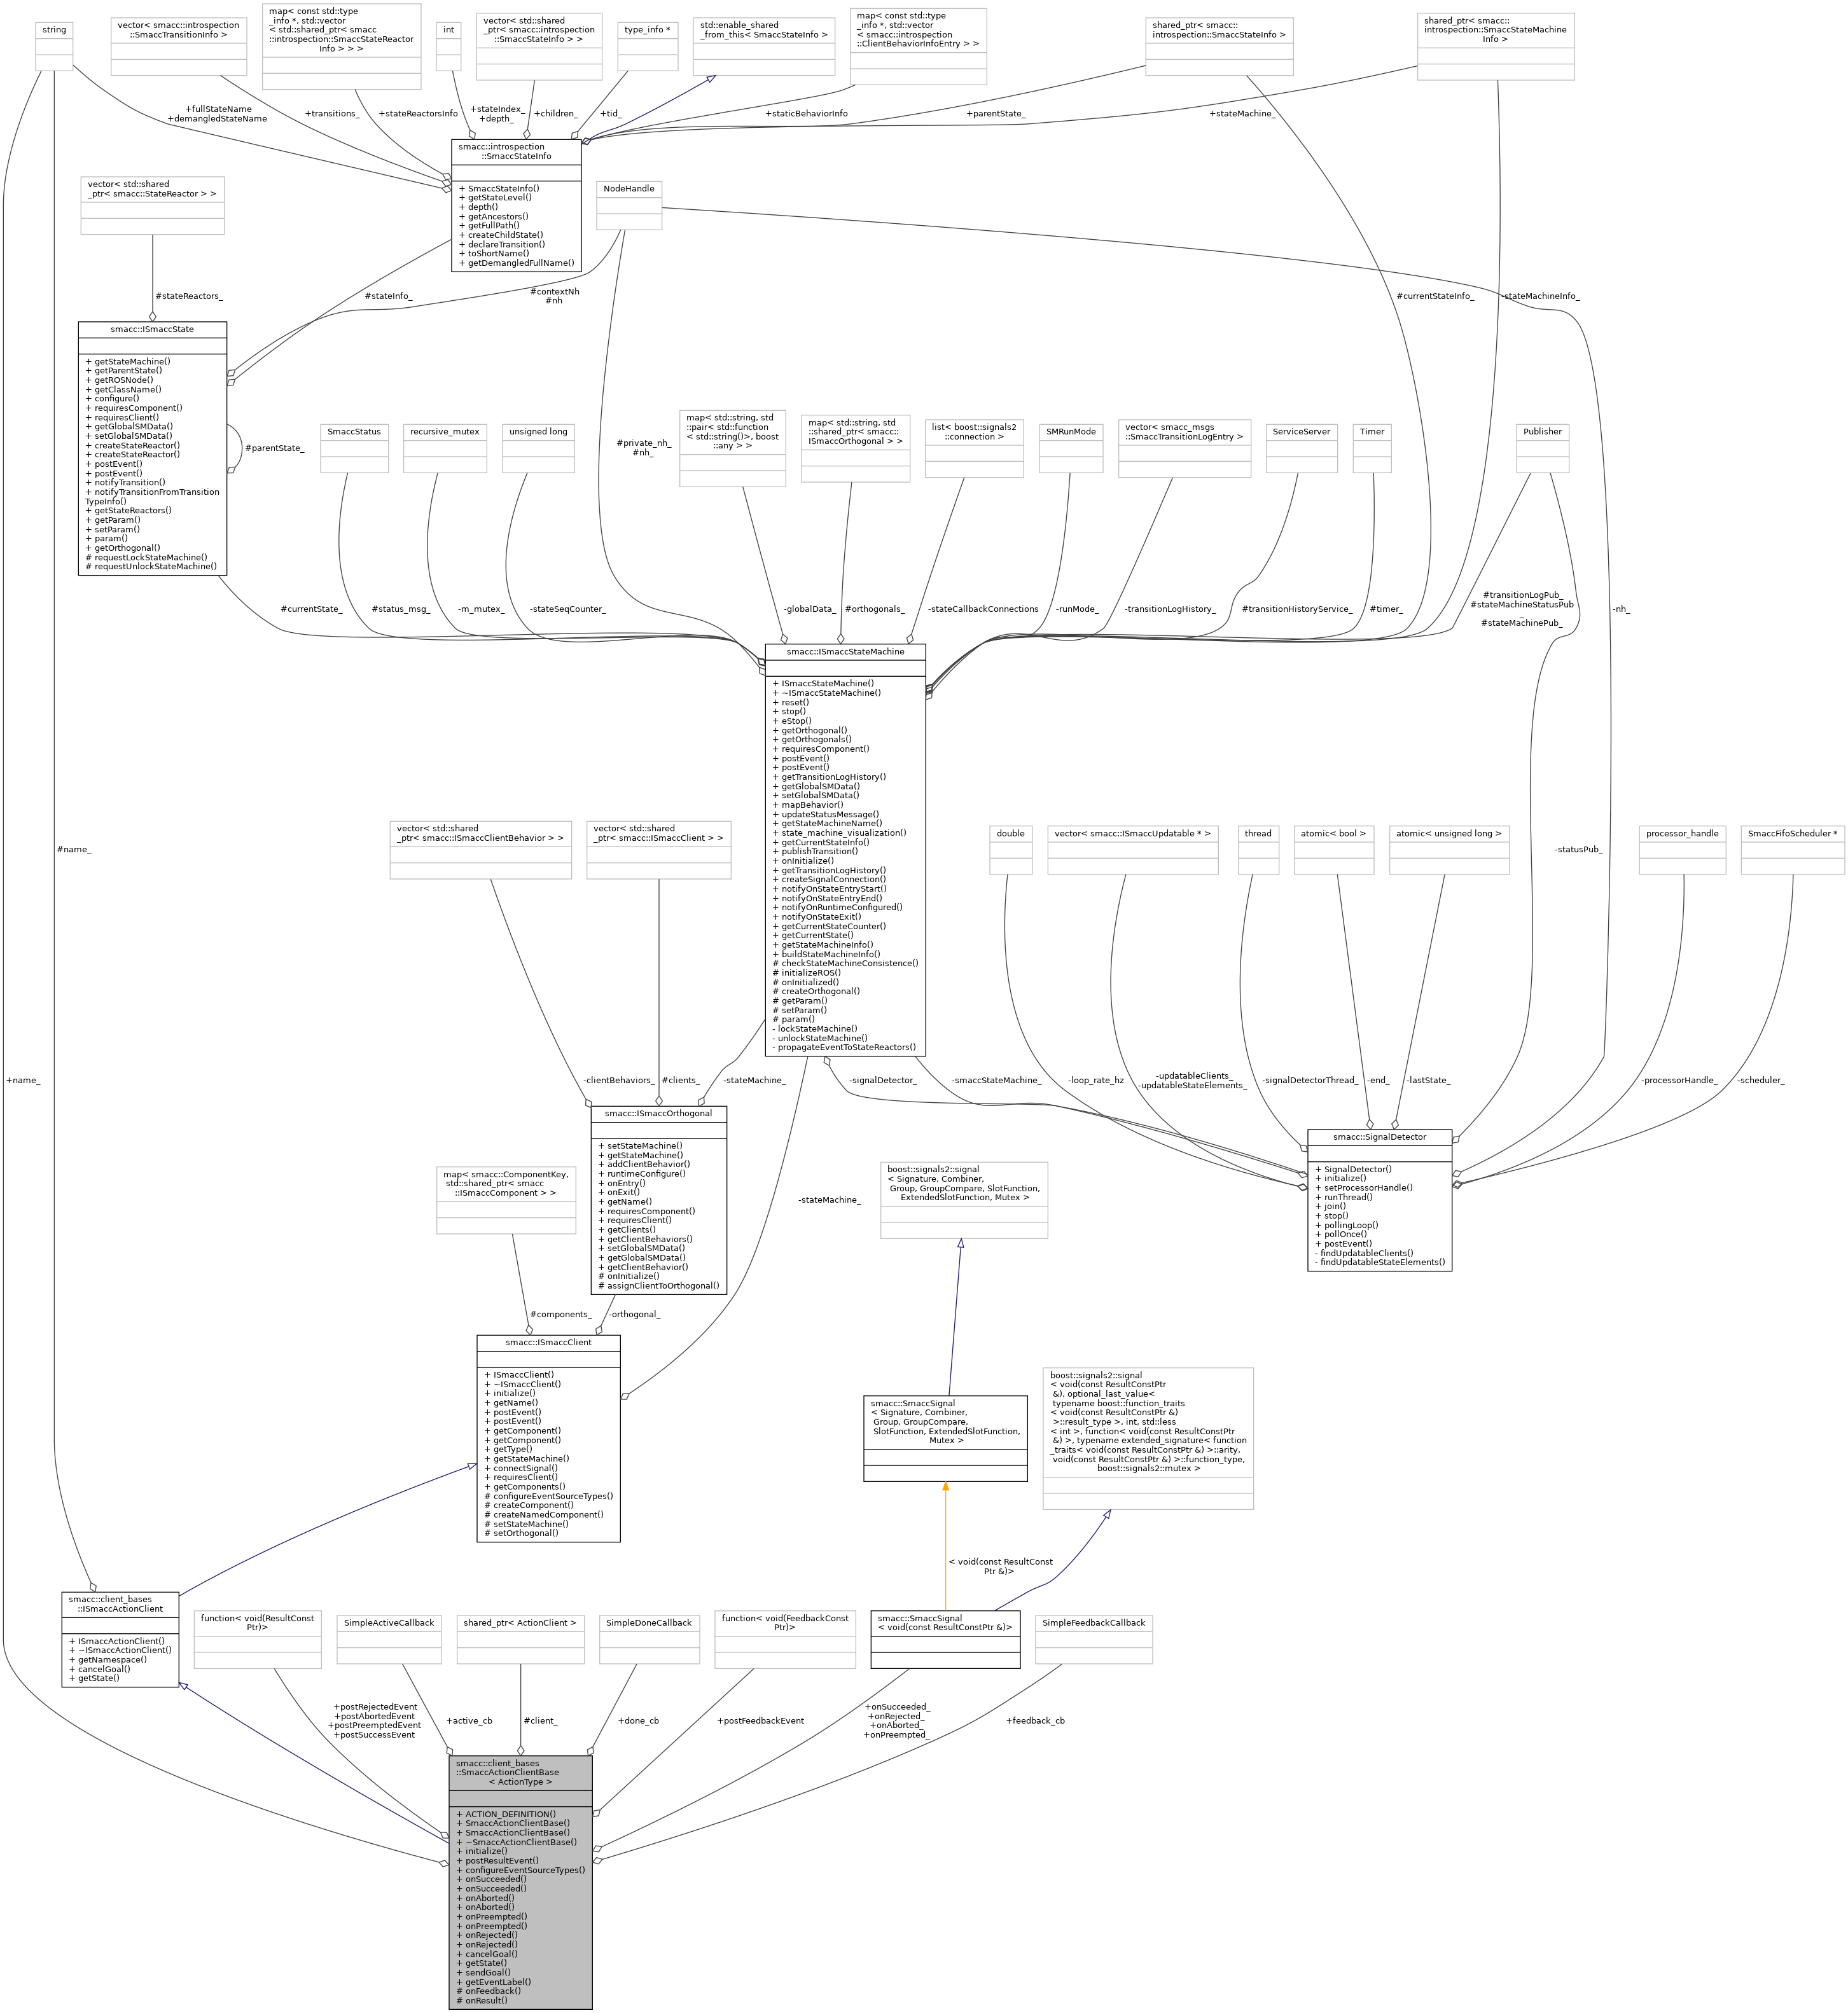 string
vector< smacc::introspection
::SmaccTransitionInfo >
map< const std::type
_info *, std::vector
< std::shared_ptr< smacc
::introspection::SmaccStateReactor
Info > > >
int
vector< std::shared
_ptr< smacc::introspection
::SmaccStateInfo > >
type_info *
std::enable_shared
_from_this< SmaccStateInfo >
map< const std::type
_info *, std::vector
< smacc::introspection
::ClientBehaviorInfoEntry > >
shared_ptr< smacc::
introspection::SmaccStateInfo >
shared_ptr< smacc::
introspection::SmaccStateMachine
Info >
+fullStateName
+demangledStateName
+transitions_
+stateReactorsInfo
+stateIndex_
+depth_
+children_
+tid_
+staticBehaviorInfo
+parentState_
+stateMachine_
smacc::introspection
::SmaccStateInfo
+ SmaccStateInfo()
+ getStateLevel()
+ depth()
+ getAncestors()
+ getFullPath()
+ createChildState()
+ declareTransition()
+ toShortName()
+ getDemangledFullName()
vector< std::shared
_ptr< smacc::StateReactor > >
NodeHandle
#stateReactors_
#stateInfo_
#contextNh
#nh
#currentStateInfo_
-stateMachineInfo_
smacc::ISmaccState
+ getStateMachine()
+ getParentState()
+ getROSNode()
+ getClassName()
+ configure()
+ requiresComponent()
+ requiresClient()
+ getGlobalSMData()
+ setGlobalSMData()
+ createStateReactor()
+ createStateReactor()
+ postEvent()
+ postEvent()
+ notifyTransition()
+ notifyTransitionFromTransition
TypeInfo()
+ getStateReactors()
+ getParam()
+ setParam()
+ param()
+ getOrthogonal()
# requestLockStateMachine()
# requestUnlockStateMachine()
#parentState_
SmaccStatus
recursive_mutex
unsigned long
#private_nh_
#nh_
map< std::string, std
::pair< std::function
< std::string()>, boost
::any > >
map< std::string, std
::shared_ptr< smacc::
ISmaccOrthogonal > >
list< boost::signals2
::connection >
SMRunMode
vector< smacc_msgs
::SmaccTransitionLogEntry >
ServiceServer
Timer
Publisher
#currentState_
#status_msg_
-m_mutex_
-stateSeqCounter_
-globalData_
#orthogonals_
-stateCallbackConnections
-runMode_
-transitionLogHistory_
#transitionHistoryService_
#timer_
#transitionLogPub_
#stateMachineStatusPub
_
#stateMachinePub_
-nh_
smacc::ISmaccStateMachine
+ ISmaccStateMachine()
+ ~ISmaccStateMachine()
+ reset()
+ stop()
+ eStop()
+ getOrthogonal()
+ getOrthogonals()
+ requiresComponent()
+ postEvent()
+ postEvent()
+ getTransitionLogHistory()
+ getGlobalSMData()
+ setGlobalSMData()
+ mapBehavior()
+ updateStatusMessage()
+ getStateMachineName()
+ state_machine_visualization()
+ getCurrentStateInfo()
+ publishTransition()
+ onInitialize()
+ getTransitionLogHistory()
+ createSignalConnection()
+ notifyOnStateEntryStart()
+ notifyOnStateEntryEnd()
+ notifyOnRuntimeConfigured()
+ notifyOnStateExit()
+ getCurrentStateCounter()
+ getCurrentState()
+ getStateMachineInfo()
+ buildStateMachineInfo()
# checkStateMachineConsistence()
# initializeROS()
# onInitialized()
# createOrthogonal()
# getParam()
# setParam()
# param()
- lockStateMachine()
- unlockStateMachine()
- propagateEventToStateReactors()
#name_
vector< std::shared
_ptr< smacc::ISmaccClientBehavior > >
vector< std::shared
_ptr< smacc::ISmaccClient > >
double
vector< smacc::ISmaccUpdatable * >
thread
atomic< bool >
atomic< unsigned long >
-statusPub_
processor_handle
SmaccFifoScheduler *
+name_
-clientBehaviors_
#clients_
-stateMachine_
-signalDetector_
-smaccStateMachine_
-loop_rate_hz
-updatableClients_
-updatableStateElements_
-signalDetectorThread_
-end_
-lastState_
-processorHandle_
-scheduler_
smacc::ISmaccOrthogonal
+ setStateMachine()
+ getStateMachine()
+ addClientBehavior()
+ runtimeConfigure()
+ onEntry()
+ onExit()
+ getName()
+ requiresComponent()
+ requiresClient()
+ getClients()
+ getClientBehaviors()
+ setGlobalSMData()
+ getGlobalSMData()
+ getClientBehavior()
# onInitialize()
# assignClientToOrthogonal()
smacc::SignalDetector
+ SignalDetector()
+ initialize()
+ setProcessorHandle()
+ runThread()
+ join()
+ stop()
+ pollingLoop()
+ pollOnce()
+ postEvent()
- findUpdatableClients()
- findUpdatableStateElements()
map< smacc::ComponentKey,
std::shared_ptr< smacc
::ISmaccComponent > >
-stateMachine_
boost::signals2::signal
< Signature, Combiner,
Group, GroupCompare, SlotFunction,
ExtendedSlotFunction, Mutex >
#components_
-orthogonal_
smacc::ISmaccClient
+ ISmaccClient()
+ ~ISmaccClient()
+ initialize()
+ getName()
+ postEvent()
+ postEvent()
+ getComponent()
+ getComponent()
+ getType()
+ getStateMachine()
+ connectSignal()
+ requiresClient()
+ getComponents()
# configureEventSourceTypes()
# createComponent()
# createNamedComponent()
# setStateMachine()
# setOrthogonal()
smacc::SmaccSignal
< Signature, Combiner,
Group, GroupCompare,
SlotFunction, ExtendedSlotFunction,
Mutex >
boost::signals2::signal
< void(const ResultConstPtr
&), optional_last_value<
typename boost::function_traits
< void(const ResultConstPtr &)
>::result_type >, int, std::less
< int >, function< void(const ResultConstPtr
&) >, typename extended_signature< function
_traits< void(const ResultConstPtr &) >::arity,
void(const ResultConstPtr &) >::function_type,
boost::signals2::mutex >
< void(const ResultConst
Ptr &)>
smacc::client_bases
::ISmaccActionClient
+ ISmaccActionClient()
+ ~ISmaccActionClient()
+ getNamespace()
+ cancelGoal()
+ getState()
function< void(ResultConst
Ptr)>
SimpleActiveCallback
shared_ptr< ActionClient >
SimpleDoneCallback
function< void(FeedbackConst
Ptr)>
smacc::SmaccSignal
< void(const ResultConstPtr &)>
SimpleFeedbackCallback
+postRejectedEvent
+postAbortedEvent
+postPreemptedEvent
+postSuccessEvent
+active_cb
#client_
+done_cb
+postFeedbackEvent
+onSucceeded_
+onRejected_
+onAborted_
+onPreempted_
+feedback_cb
smacc::client_bases
::SmaccActionClientBase
< ActionType >
+ ACTION_DEFINITION()
+ SmaccActionClientBase()
+ SmaccActionClientBase()
+ ~SmaccActionClientBase()
+ initialize()
+ postResultEvent()
+ configureEventSourceTypes()
+ onSucceeded()
+ onSucceeded()
+ onAborted()
+ onAborted()
+ onPreempted()
+ onPreempted()
+ onRejected()
+ onRejected()
+ cancelGoal()
+ getState()
+ sendGoal()
+ getEventLabel()
# onFeedback()
# onResult()